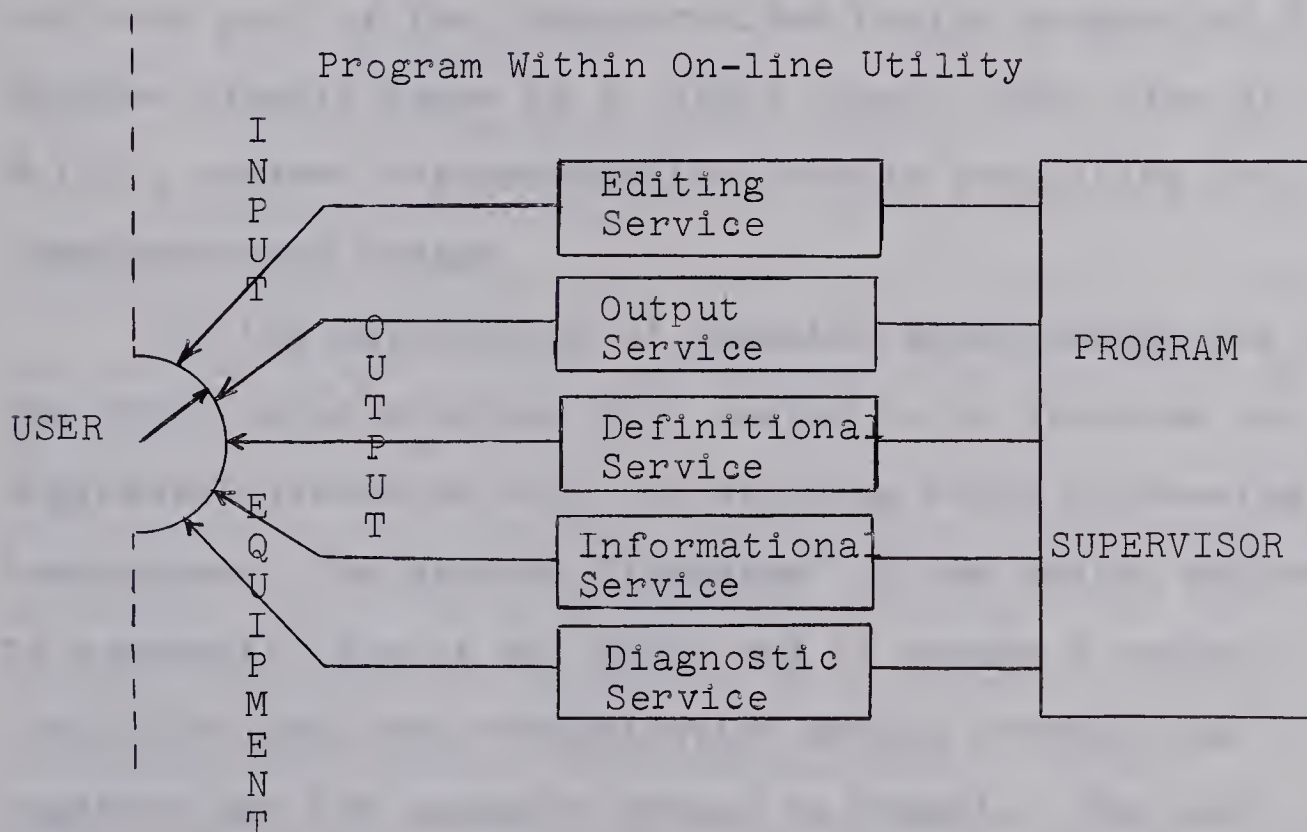 Program Within On-line Utility
INPUT
OUTPUT
EQUIPMENT
USER
Editing
Service
Output
Service
Definitional
Service
Informational
Service
Diagnostic
Service
PROGRAM
SUPERVISOR